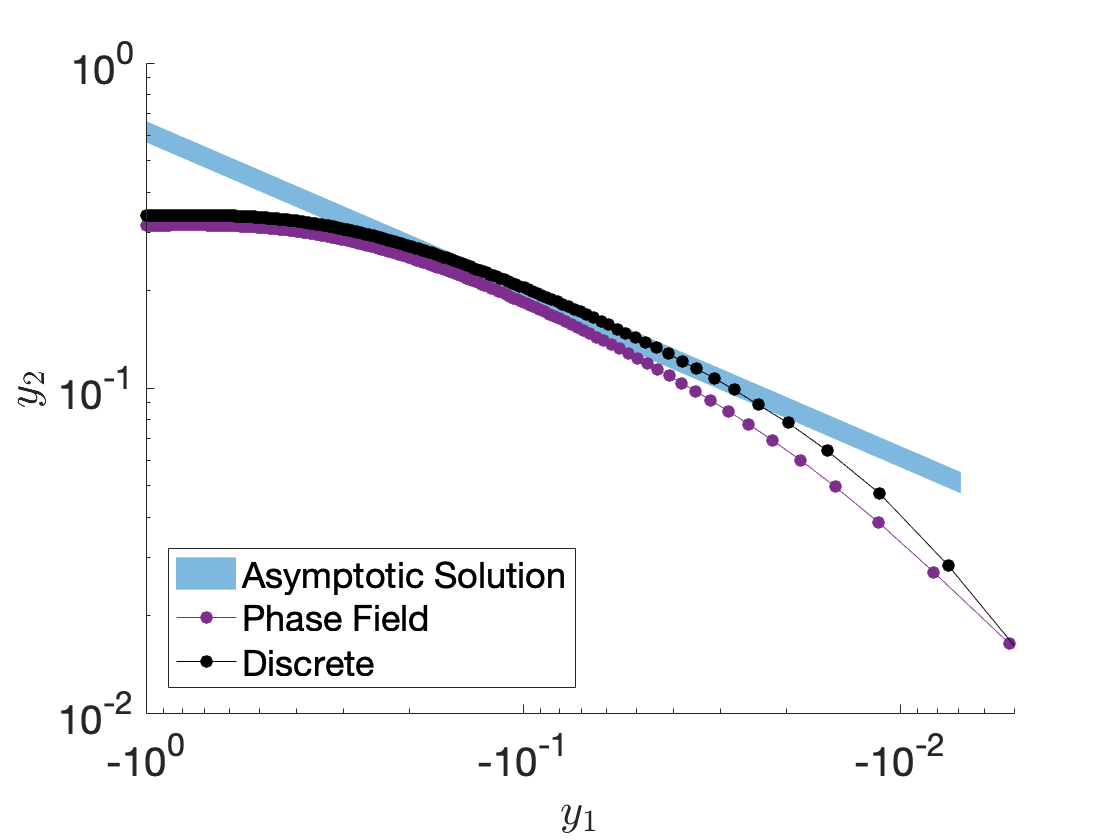 10^0
10^-1
10^-2
y_2
Asymptotic Solution
Phase Field
Discrete
-10^0
-10^-1
-10^-2
y_1